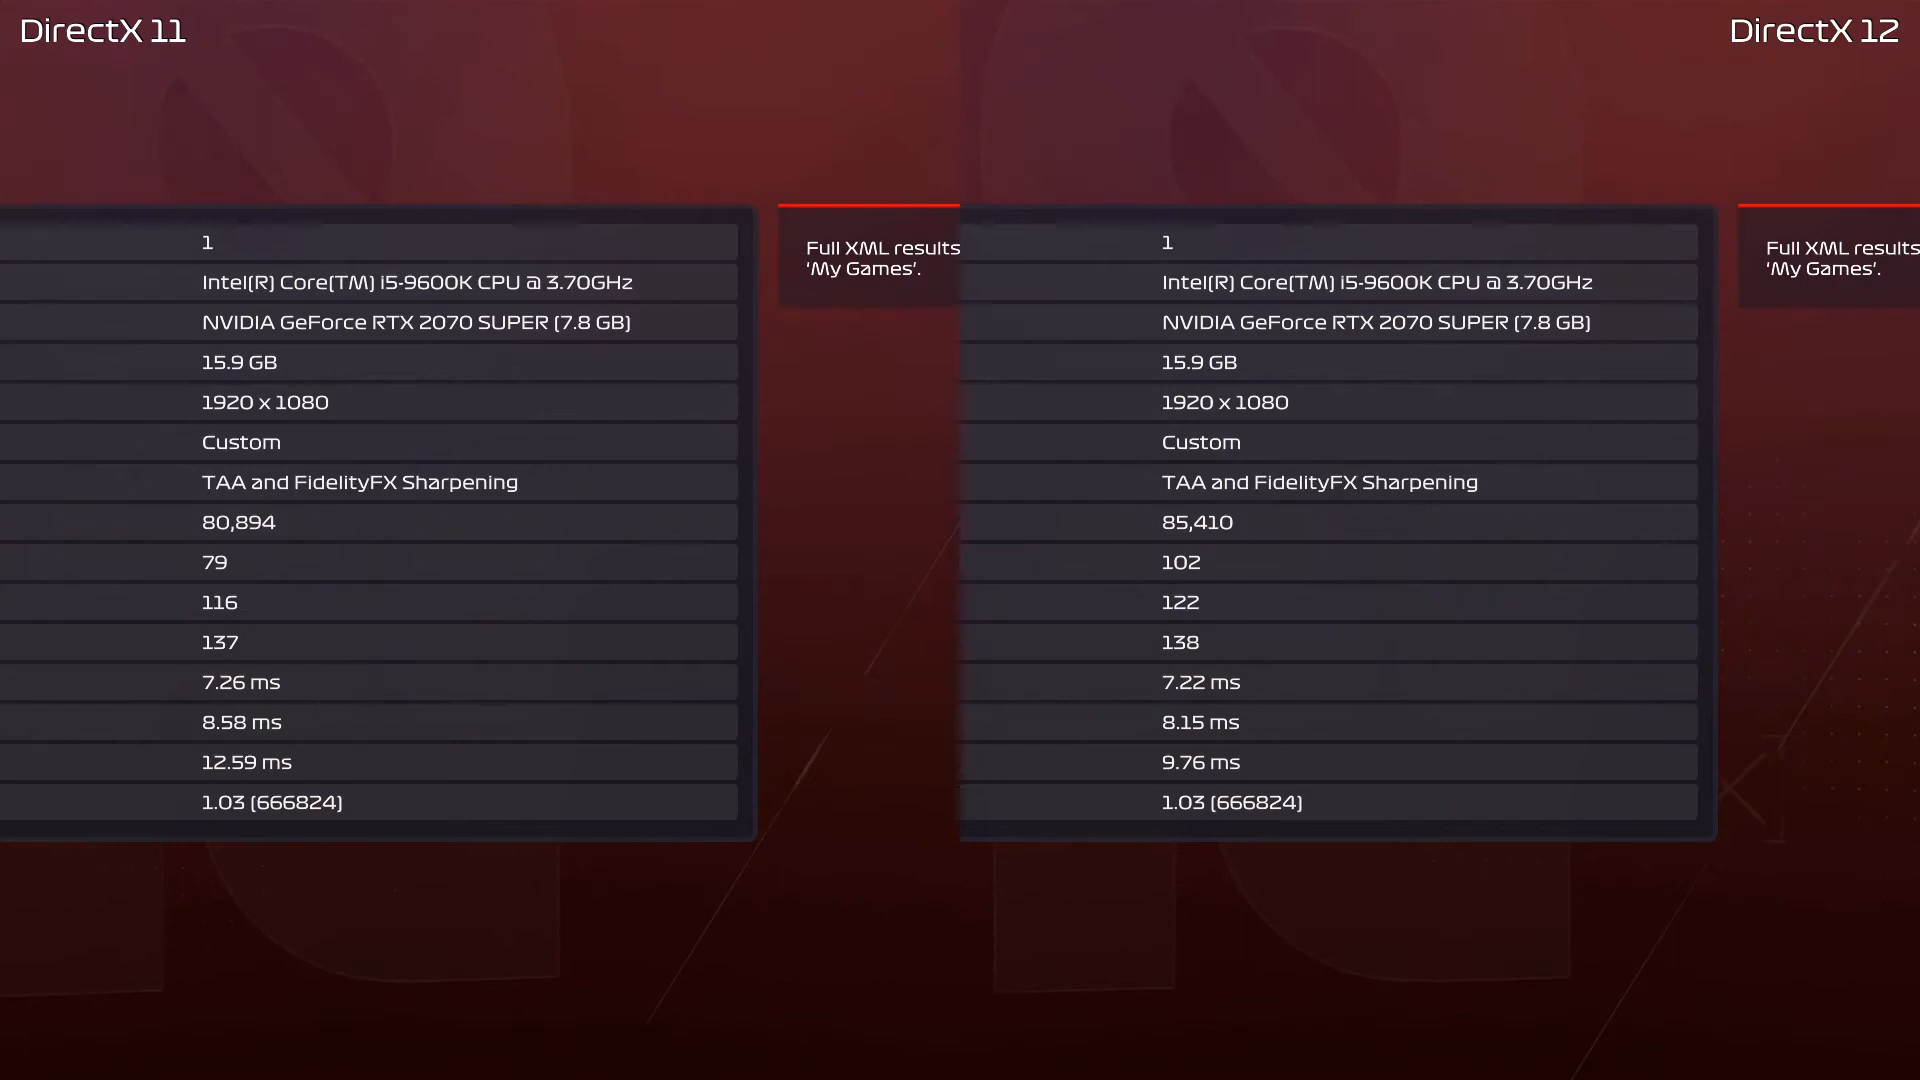 DirectX 11
1
Intel(R) Core(TM) i5-9600K CPU @ 3.70GHz
NVIDIA GeForce RTX 2070 SUPER (7.8 GB)
15.9 GB
1920 x 1080
Custom
TAA and FidelityFX Sharpening
80,894
79
116
137
7.26 ms
8.58 ms
12.59 ms
1.03 (666824)
Full XML results
'My Games'.
DirectX 12
1
Intel(R) Core(TM) i5-9600K CPU @ 3.70GHz
NVIDIA GeForce RTX 2070 SUPER (7.8 GB)
15.9 GB
1920 x 1080
Custom
TAA and FidelityFX Sharpening
85,410
102
122
138
7.22 ms
8.15 ms
9.76 ms
1.03 (666824)
Full XML results
'My Games'.